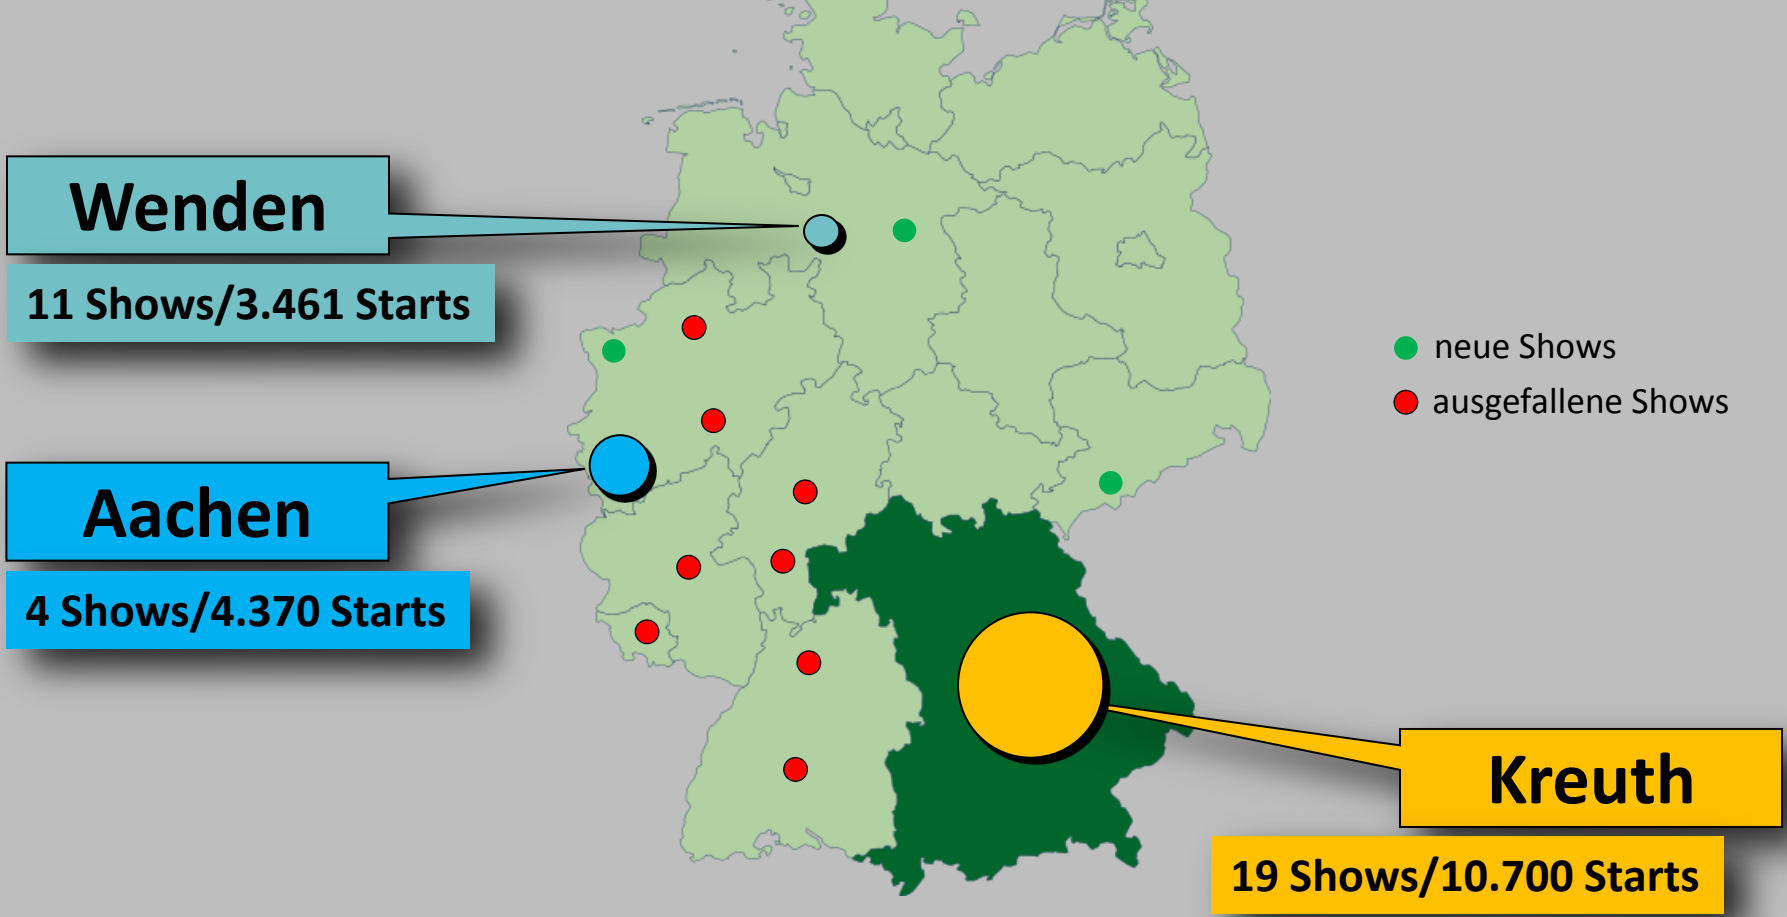 Wenden
11 Shows/3.461 Starts
neue Shows
ausgefallene Shows
Aachen
4 Shows/4.370 Starts
Kreuth
19 Shows/10.700 Starts